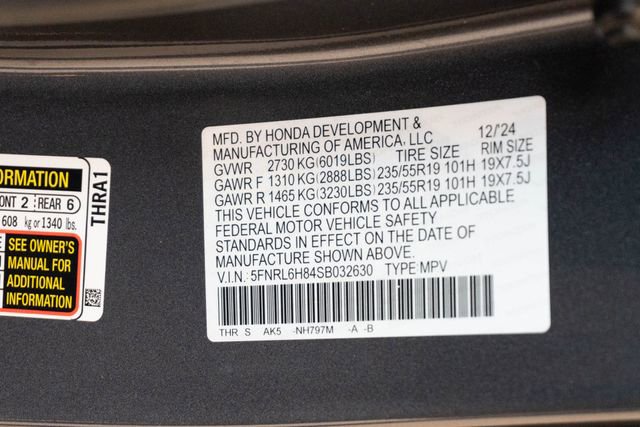 ORMATION
ONT 2 REAR 6
608 kg or 1340 lbs.
SEE OWNER'S
MANUAL FOR
ADDITIONAL
INFORMATION
THRA1
MFD. BY HONDA DEVELOPMENT &
MANUFACTURING OF AMERICA, LLC 12/'24
GVWR 2730 KG(6019LBS) TIRE SIZE RIM SIZE
GAWR F 1310 KG(2888LBS) 235/55R19 101H 19X7.5J
GAWR R 1465 KG(3230LBS) 235/55R19 101H 19X7.5J
THIS VEHICLE CONFORMS TO ALL APPLICABLE
FEDERAL MOTOR VEHICLE SAFETY
STANDARDS IN EFFECT ON THE DATE OF
MANUFACTURE SHOWN ABOVE.
V.I.N.: 5FNRL6H84SB032630 TYPE:MPV
THR S AK5 -NH797M -A -B